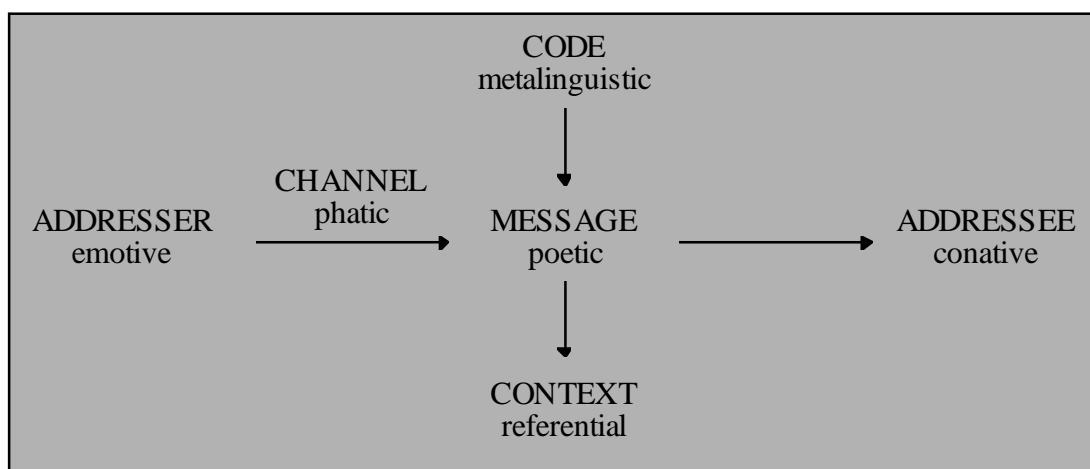 CODE
metalinguistic
CHANNEL
phatic
ADDRESSER
emotive
MESSAGE
poetic
ADDRESSEE
conative
CONTEXT
referential